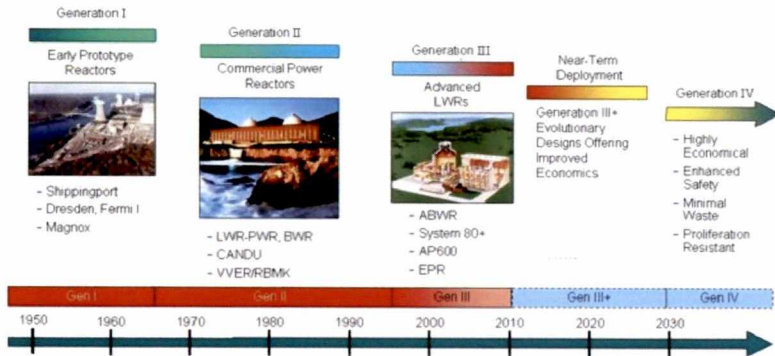 Generation I
Early Prototype
Reactors
- Shippingport
- Dresden, Fermi I
- Magnox
Generation II
Commercial Power
Reactors
- LWR-PWR, BWR
- CANDU
- VVER/RBMK
Generation III
Advanced
LWRs
- ABWR
- System 80+
- AP600
- EPR
Near-Term
Deployment
Generation III+
Evolutionary
Designs Offering
Improved
Economics
Generation IV
- Highly
Economical
- Enhanced
Safety
- Minimal
Waste
- Proliferation
Resistant
Gen I
Gen II
Gen III
Gen III+
Gen IV
1950
1960
1970
1980
1990
2000
2010
2020
2030